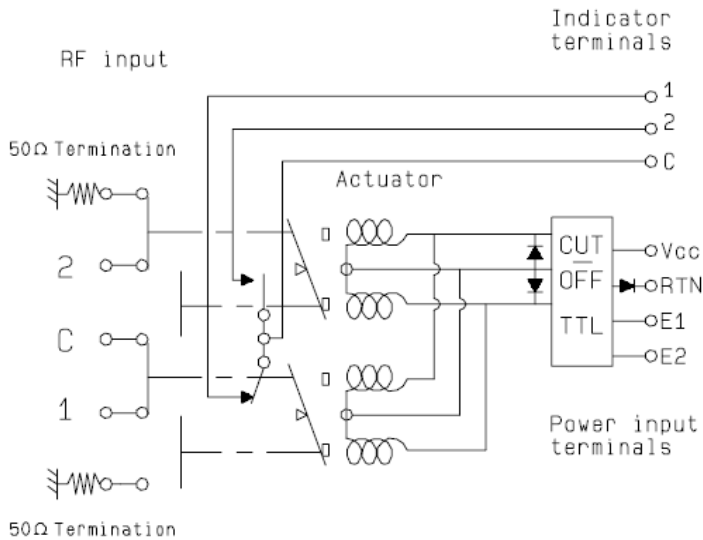 Indicator
terminals
RF input
1
2
C
50Ω Termination
Actuator
2
C
1
CUT
OFF
TTL
Vcc
RTN
E1
E2
Power input
terminals
50Ω Termination